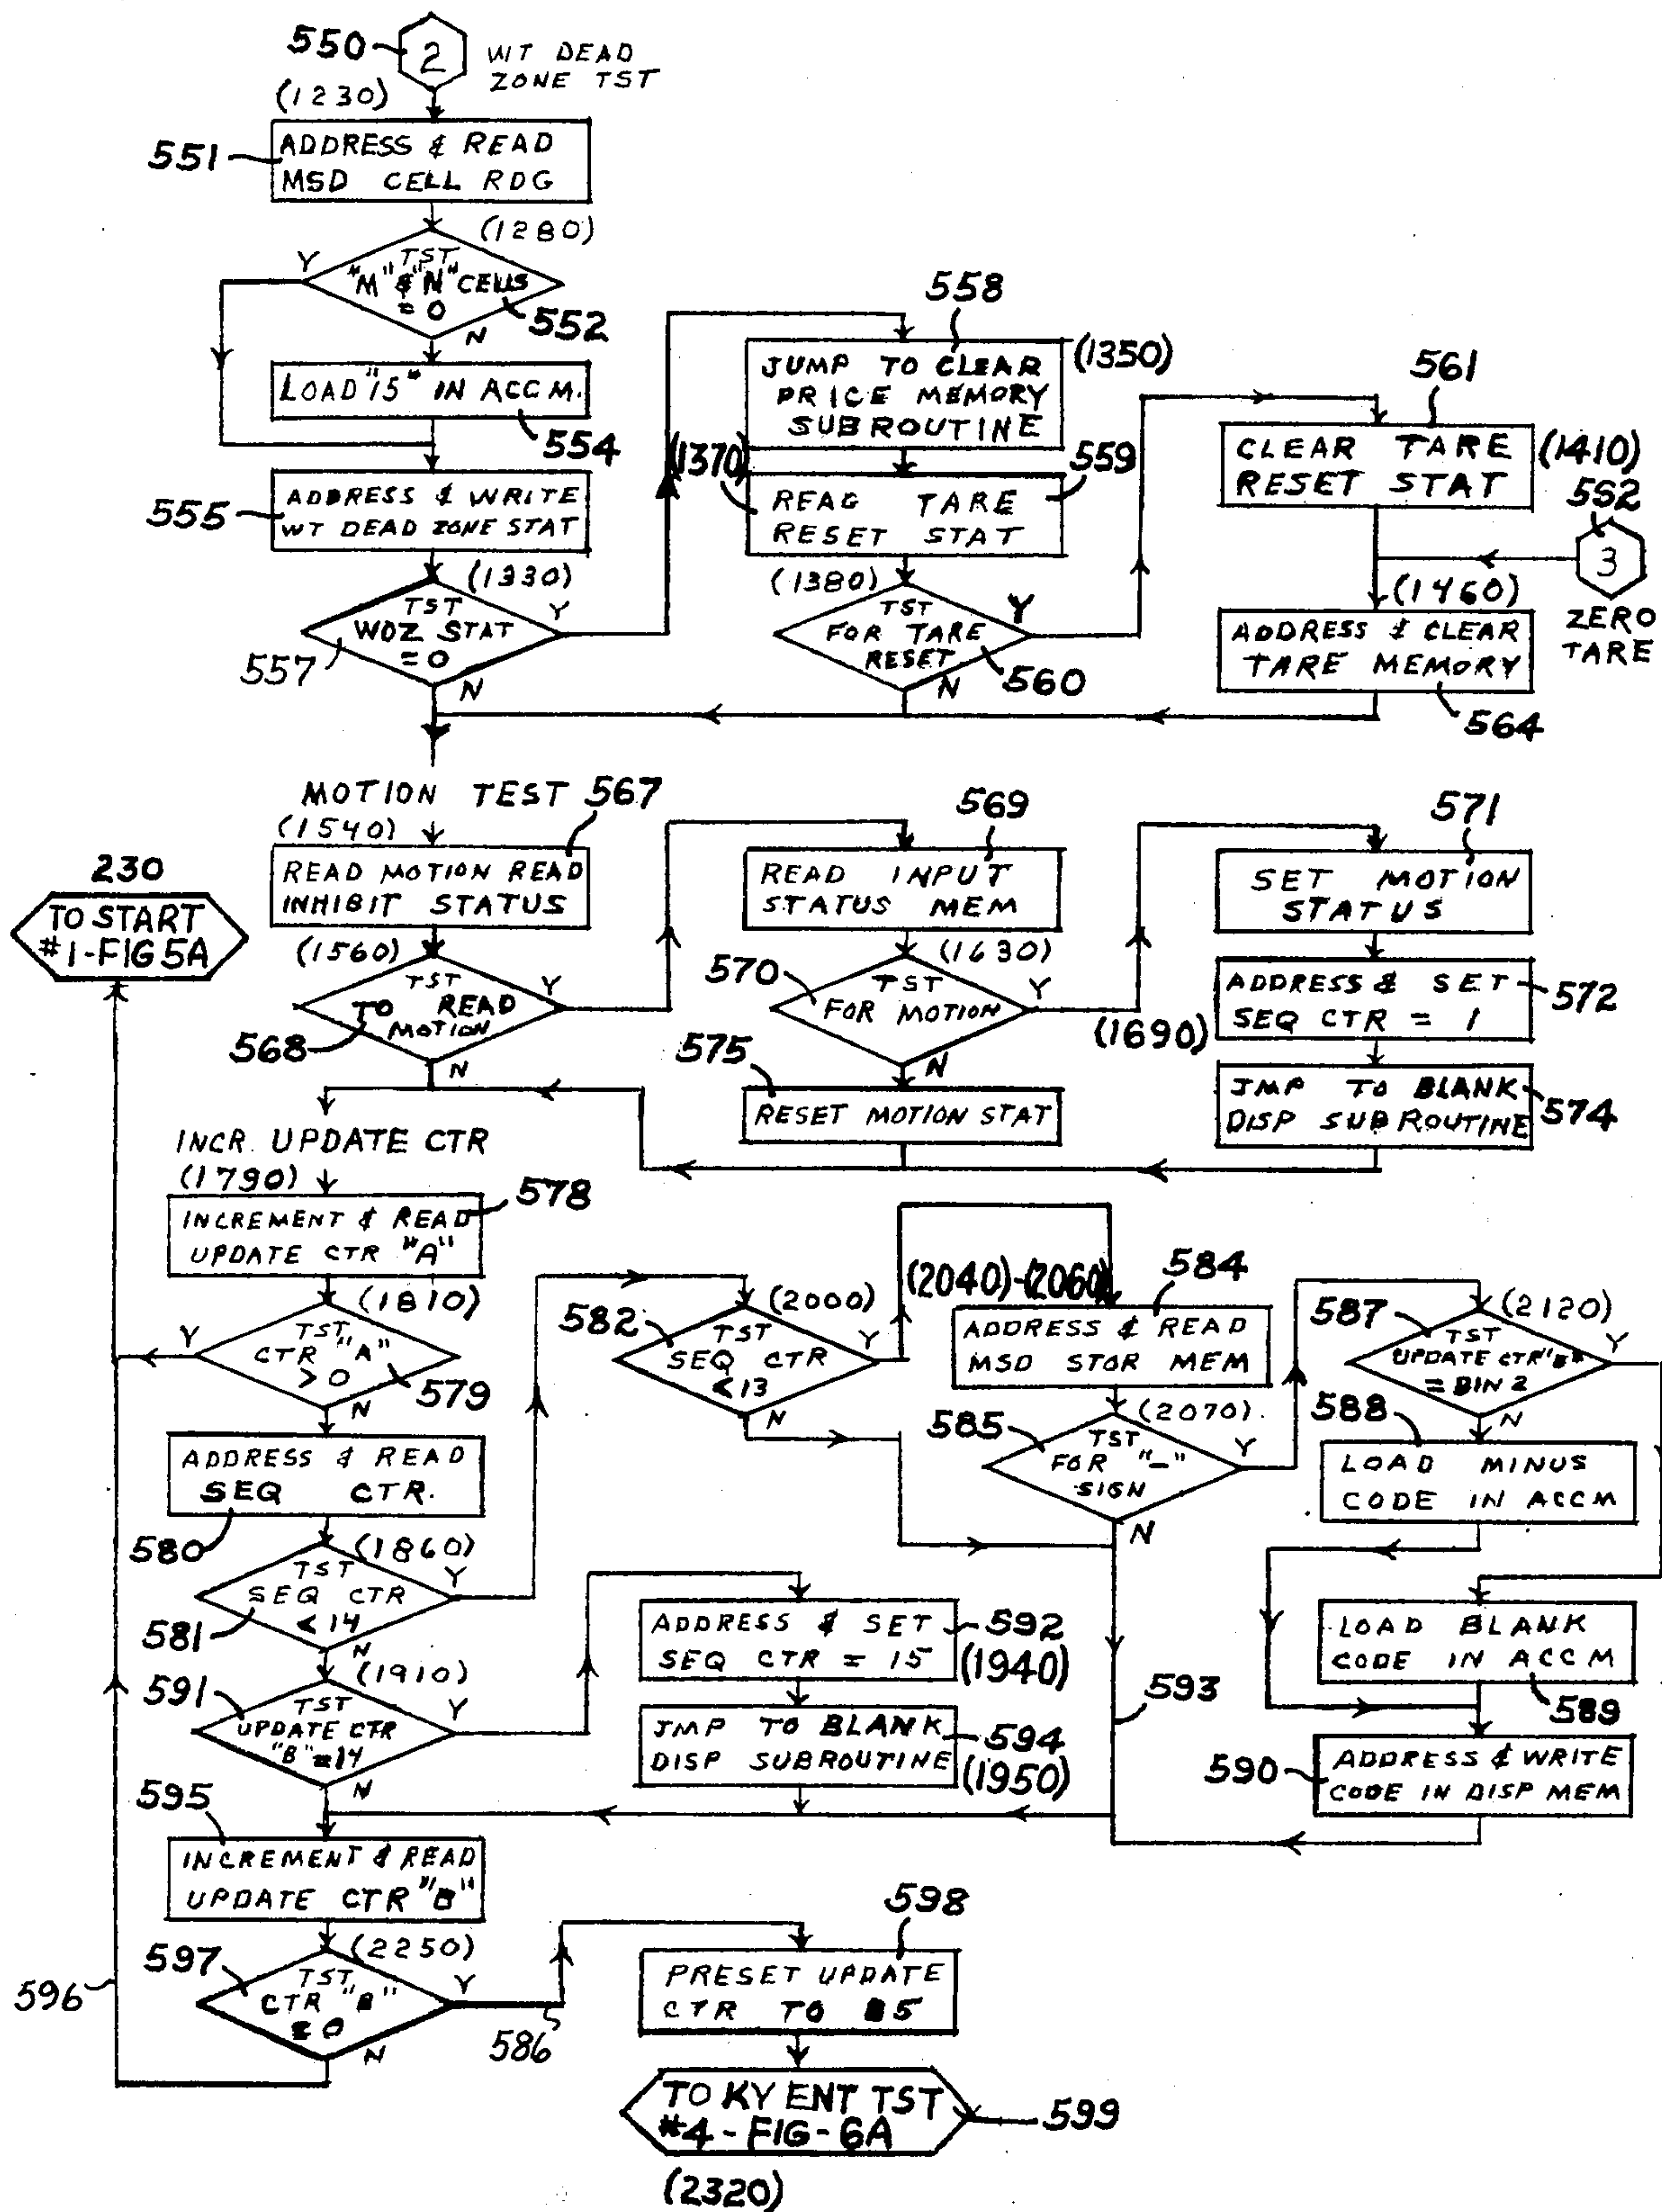 550
2
WT DEAD
ZONE TST
(1230)
551
ADDRESS & READ
MSD CELL RDG
(1280)
Y
TST
"M" & "N" CELLS
= 0
552
N
LOAD "15" IN ACCM.
554
555
ADDRESS & WRITE
WT DEAD ZONE STAT
(1330)
TST
WDZ STAT
= 0
Y
557
N
558
JUMP TO CLEAR
PRICE MEMORY
SUBROUTINE
(1350)
(1370)
559
READ TARE
RESET STAT
(1380)
TST
FOR TARE
RESET
Y
560
N
561
CLEAR TARE
RESET STAT
(1410)
562
3
ZERO
TARE
(1460)
ADDRESS & CLEAR
TARE MEMORY
564
MOTION TEST
567
(1540)
READ MOTION READ
INHIBIT STATUS
230
TO START
#1-FIG 5A
(1560)
TST
TO READ
MOTION
Y
568
N
569
READ INPUT
STATUS MEM
(1630)
570
TST
FOR MOTION
Y
N
575
RESET MOTION STAT
571
SET MOTION
STATUS
ADDRESS & SET
SEQ CTR = 1
572
(1690)
JMP TO BLANK
DISP SUBROUTINE
574
INCR. UPDATE CTR
(1790)
578
INCREMENT & READ
UPDATE CTR "A"
(1810)
Y
TST
CTR "A"
> 0
579
N
ADDRESS & READ
SEQ CTR.
580
(1860)
TST
SEQ CTR
< 14
Y
581
N
582
(2000)
TST
SEQ CTR
< 13
Y
N
(2040)-(2060)
584
ADDRESS & READ
MSD STOR MEM
(2070).
585
TST
FOR "-"
SIGN
Y
N
587
(2120)
TST
UPDATE CTR "B"
= BIN 2
Y
588
N
LOAD MINUS
CODE IN ACCM
LOAD BLANK
CODE IN ACCM
589
590
ADDRESS & WRITE
CODE IN DISP MEM
591
(1910)
TST
UPDATE CTR
"B" = 14
Y
N
ADDRESS & SET
SEQ CTR = 15
592
(1940)
JMP TO BLANK
DISP SUBROUTINE
594
(1950)
593
595
INCREMENT & READ
UPDATE CTR "B"
596
597
(2250)
TST
CTR "B"
= 0
Y
N
586
598
PRESET UPDATE
CTR TO 5
TO KY ENT TST
#4 - FIG - 6A
599
(2320)